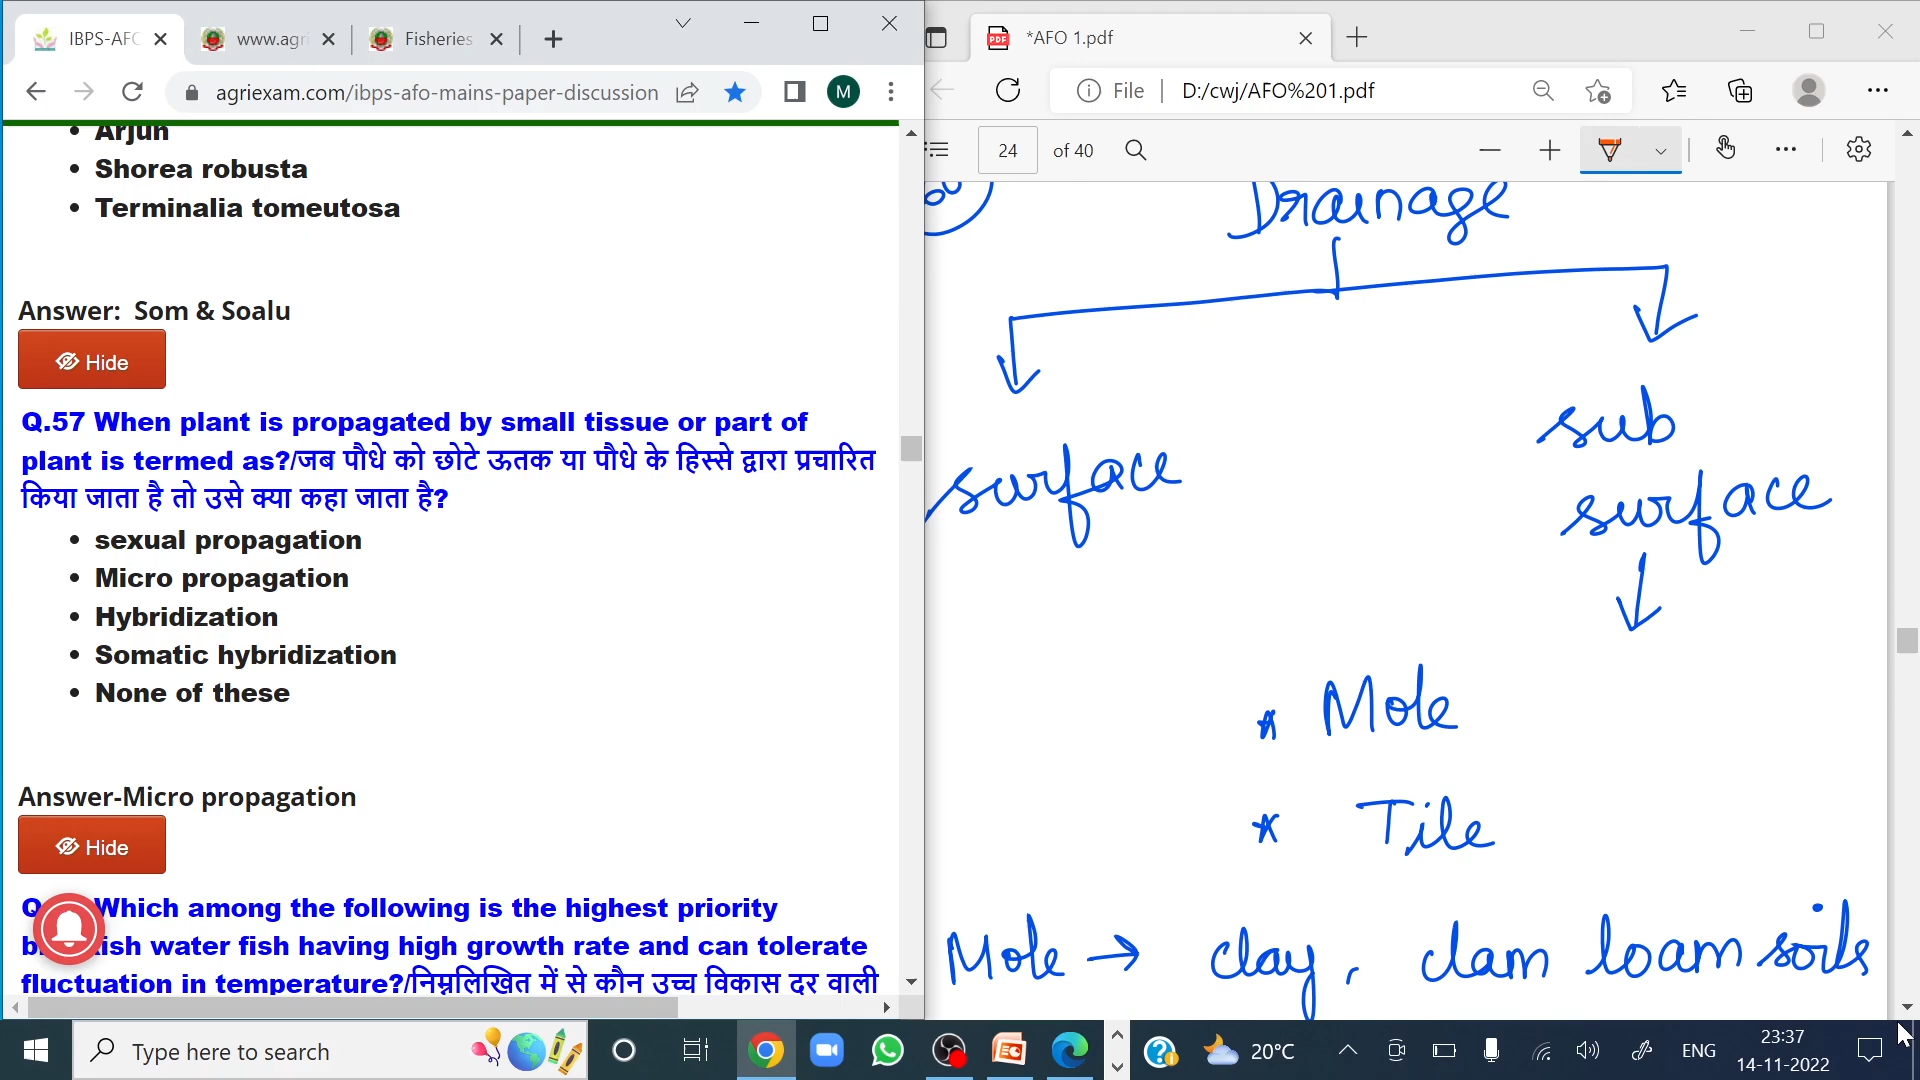 IBPS-AFC
www.agri
Fisheries
agriexam.com/ibps-afo-mains-paper-discussion
M
Arjun
Shorea robusta
Terminalia tomeutosa
Answer: Som & Soalu
Hide
Q.57 When plant is propagated by small tissue or part of
plant is termed as?/जब पौधे को छोटे ऊतक या पौधे के हिस्से द्वारा प्रचारित
किया जाता है तो उसे क्या कहा जाता है?
sexual propagation
Micro propagation
Hybridization
Somatic hybridization
None of these
Answer-Micro propagation
Hide
Which among the following is the highest priority
ish water fish having high growth rate and can tolerate
fluctuation in temperature?/निम्नलिखित में से कौन उच्च विकास दर वाली
*AFO 1.pdf
File D:/cwj/AFO%201.pdf
24 of 40
Drainage
surface
sub
surface
* Mole
* Tile
Mole → clay, clam loam soils
Type here to search
20°C
ENG
23:37
14-11-2022